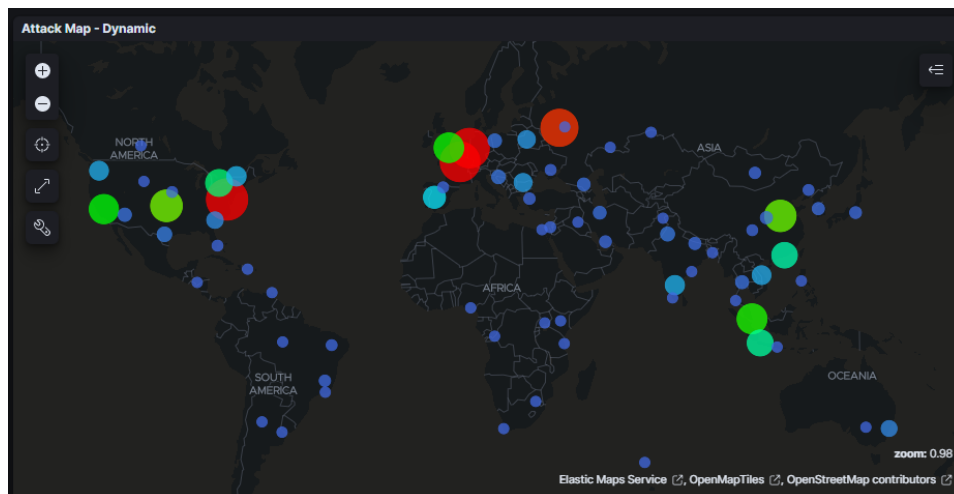 Attack Map - Dynamic
NORTH
AMERICA
ASIA
AFRICA
SOUTH
AMERICA
OCEANIA
zoom: 0.98
Elastic Maps Service , OpenMapTiles , OpenStreetMap contributors